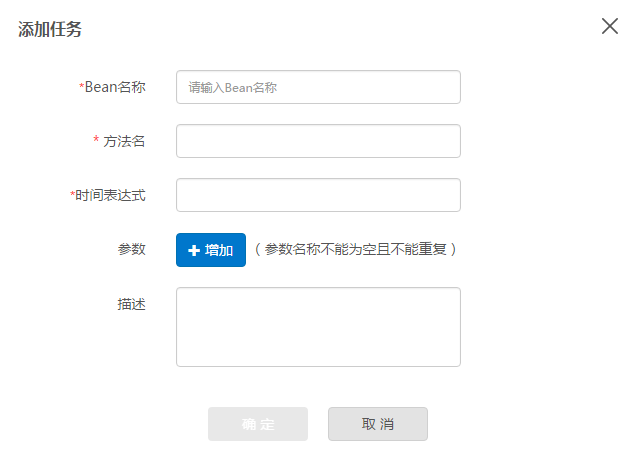 添加任务
*Bean名称
请输入Bean名称
* 方法名
*时间表达式
参数 增加 （ 参数名称不能为空且不能重复 ）
描述
确 定 取 消